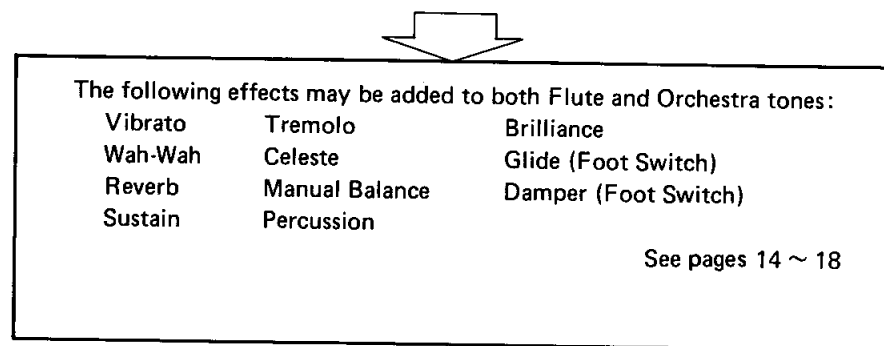 The following effects may be added to both Flute and Orchestra tones:
Vibrato Tremolo Brilliance
Wah-Wah Celeste Glide (Foot Switch)
Reverb Manual Balance Damper (Foot Switch)
Sustain Percussion
See pages 14 ~ 18